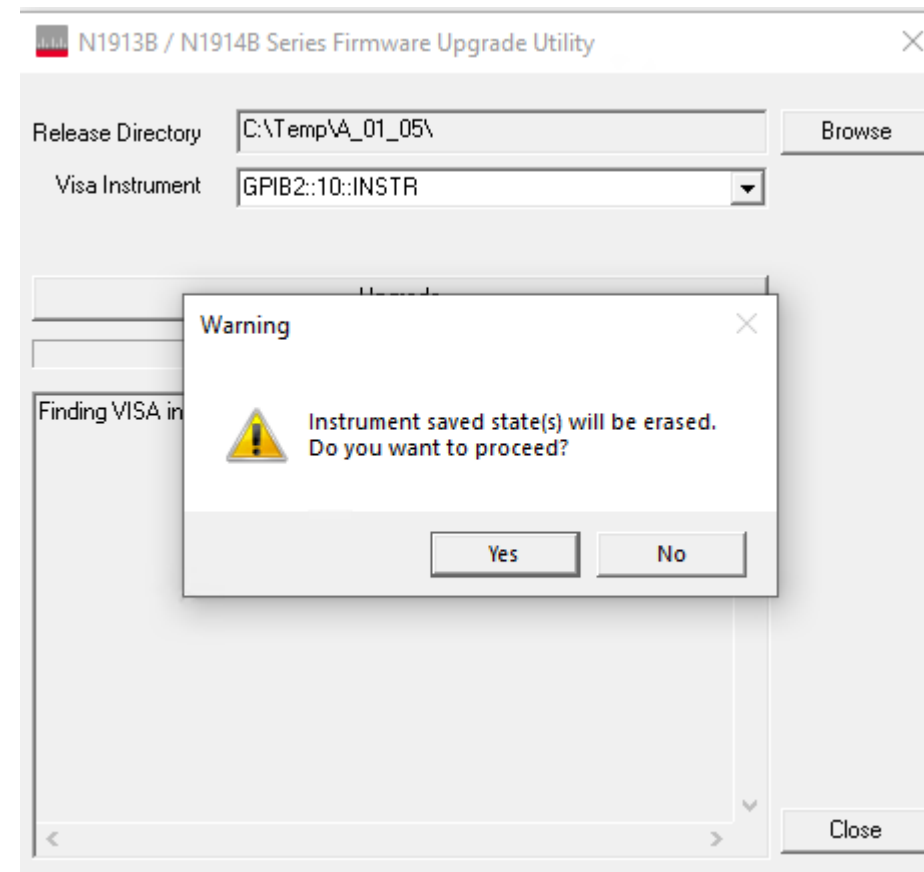 N1913B / N1914B Series Firmware Upgrade Utility
Release Directory
C:\Temp\A_01_05\
Browse
Visa Instrument
GPIB2::10::INSTR
Warning
Finding VISA in
Instrument saved state(s) will be erased.
Do you want to proceed?
Yes
No
Close